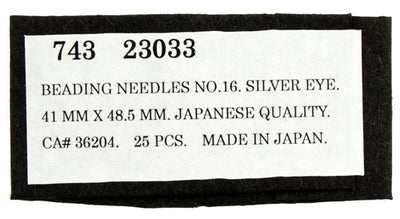 743 23033
BEADING NEEDLES NO.16. SILVER EYE.
41 MM X 48.5 MM. JAPANESE QUALITY.
CA# 36204. 25 PCS. MADE IN JAPAN.